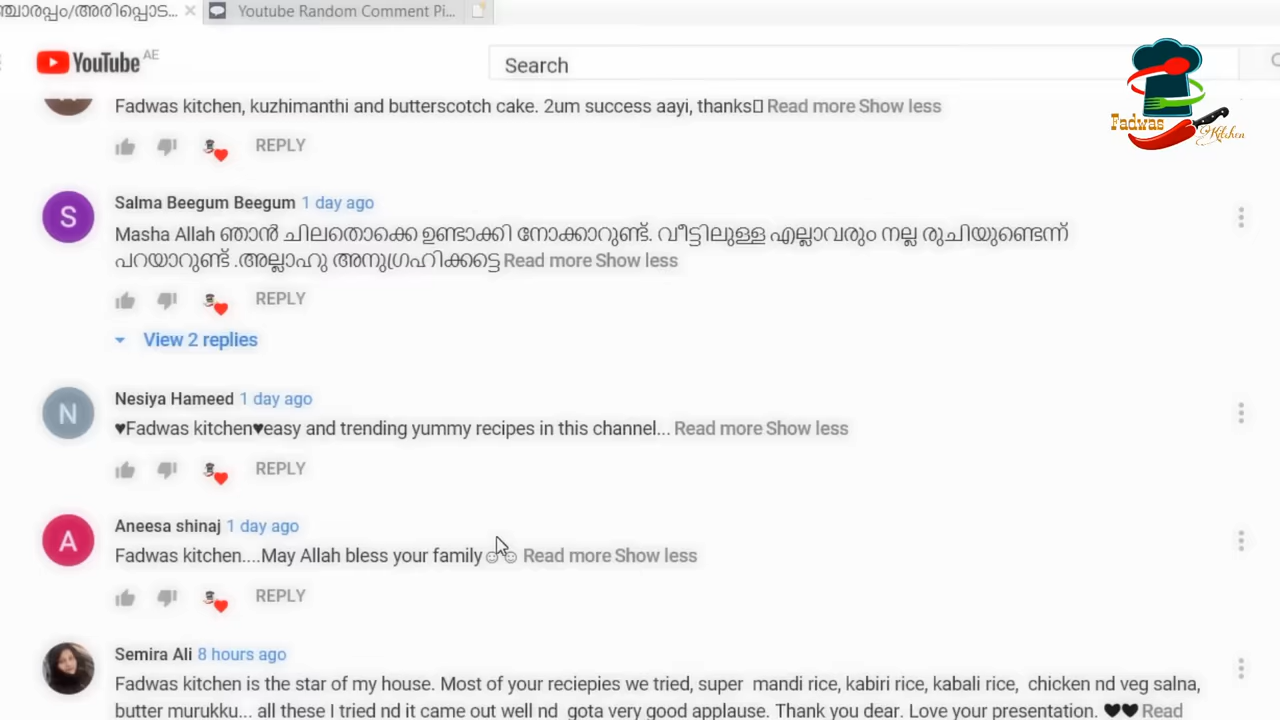 ഞ്ചാരപ്പം/അരിപ്പൊട...
Youtube Random Comment Pi...
YouTube AE
Search
Fadwas Kitchen
Fadwas kitchen, kuzhimanthi and butterscotch cake. 2um success aayi, thanks Read more Show less
REPLY
S
Salma Beegum Beegum 1 day ago
Masha Allah ഞാൻ ചിലതൊക്കെ ഉണ്ടാക്കി നോക്കാറുണ്ട്. വീട്ടിലുള്ള എല്ലാവരും നല്ല രുചിയുണ്ടെന്ന്
പറയാറുണ്ട് .അല്ലാഹു അനുഗ്രഹിക്കട്ടെ Read more Show less
REPLY
View 2 replies
N
Nesiya Hameed 1 day ago
♥Fadwas kitchen♥easy and trending yummy recipes in this channel... Read more Show less
REPLY
A
Aneesa shinaj 1 day ago
Fadwas kitchen....May Allah bless your family☺☺ Read more Show less
REPLY
Semira Ali 8 hours ago
Fadwas kitchen is the star of my house. Most of your reciepies we tried, super mandi rice, kabiri rice, kabali rice, chicken nd veg salna,
butter murukku... all these I tried nd it came out well nd gota very good applause. Thank you dear. Love your presentation. ♥♥ Read